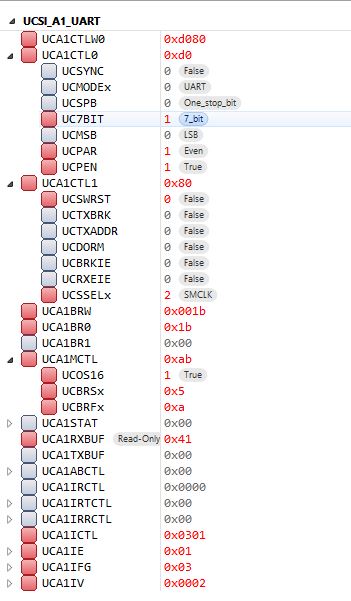 UCSI_A1_UART
UCA1CTLW0 0xd080
UCA1CTL0 0xd0
UCSYNC 0 False
UCMODEx 0 UART
UCSPB 0 One_stop_bit
UC7BIT 1 7_bit
UCMSB 0 LSB
UCPAR 1 Even
UCPEN 1 True
UCA1CTL1 0x80
UCSWRST 0 False
UCTXBRK 0 False
UCTXADDR 0 False
UCDORM 0 False
UCBRKIE 0 False
UCRXEIE 0 False
UCSSELx 2 SMCLK
UCA1BRW 0x001b
UCA1BR0 0x1b
UCA1BR1 0x00
UCA1MCTL 0xab
UCOS16 1 True
UCBRSx 0x5
UCBRFx 0xa
UCA1STAT 0x00
UCA1RXBUF Read-Only 0x41
UCA1TXBUF 0x00
UCA1ABCTL 0x00
UCA1IRCTL 0x0000
UCA1IRTCTL 0x00
UCA1IRRCTL 0x00
UCA1ICTL 0x0301
UCA1IE 0x01
UCA1IFG 0x03
UCA1IV 0x0002